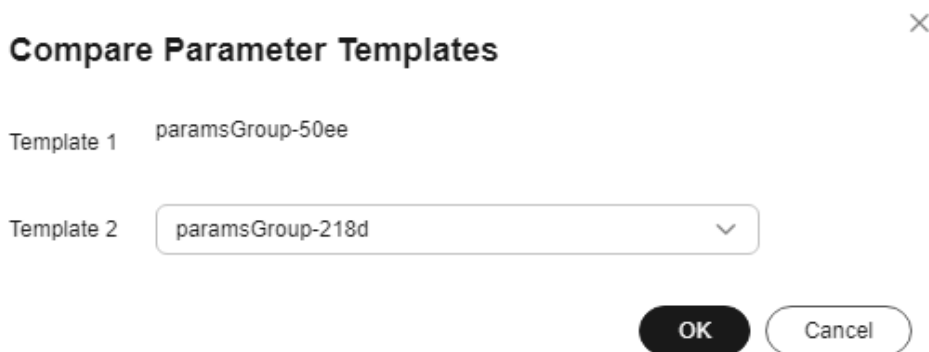 Compare Parameter Templates
Template 1 paramsGroup-50ee
Template 2 paramsGroup-218d
OK Cancel